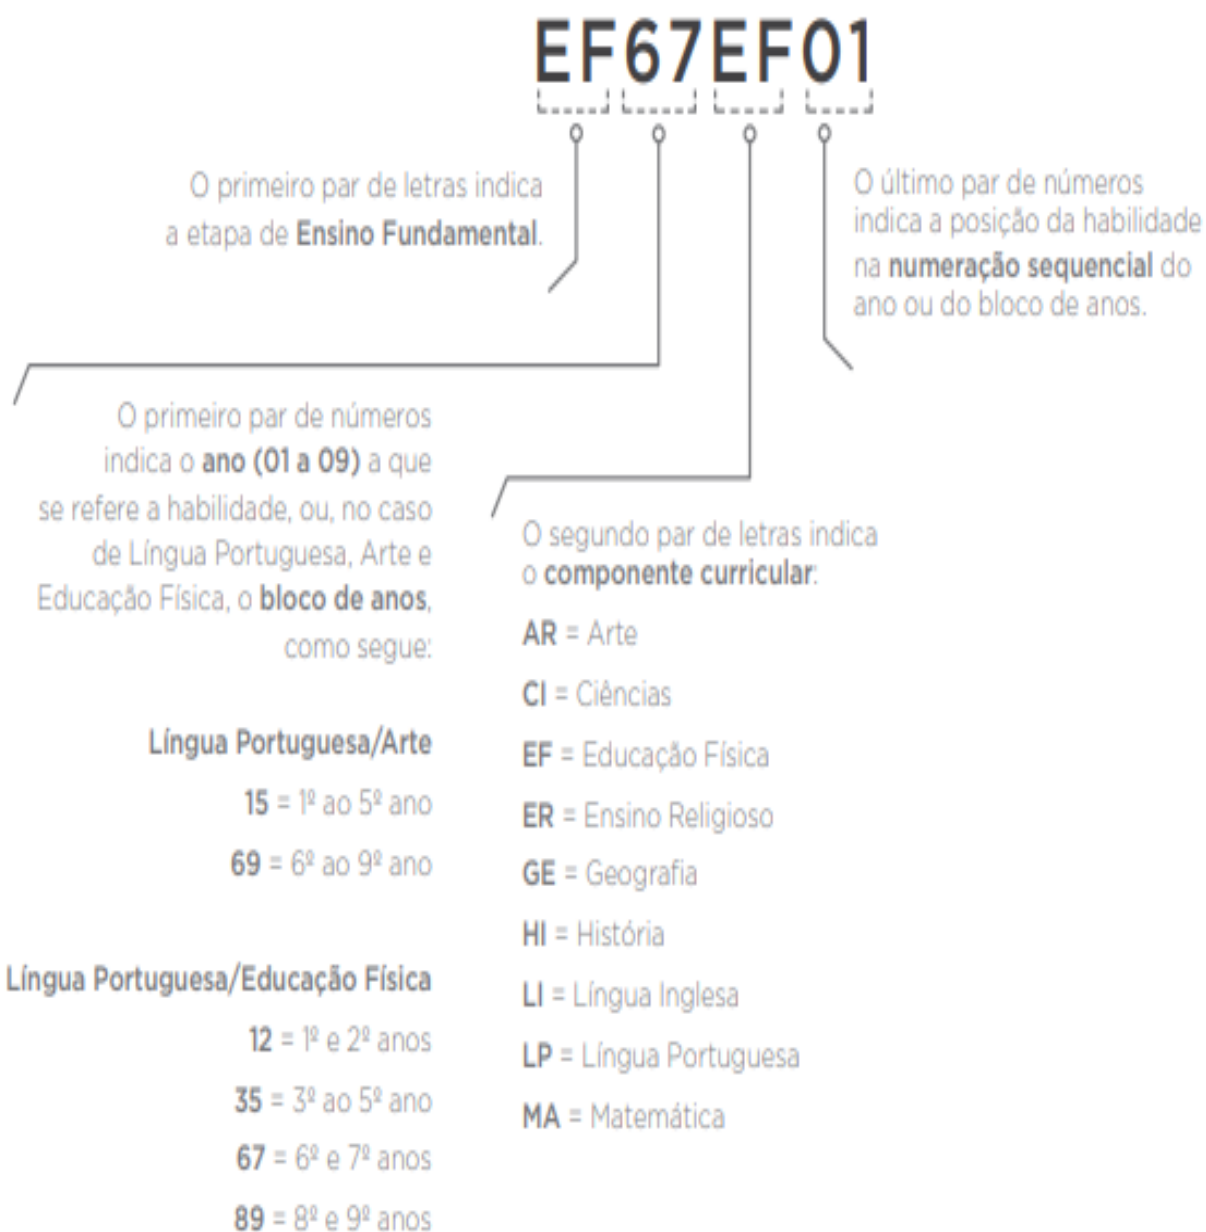 EF67EF01
O primeiro par de letras indica
a etapa de Ensino Fundamental.
O último par de números
indica a posição da habilidade
na numeração sequencial do
ano ou do bloco de anos.
O primeiro par de números
indica o ano (01 a 09) a que
se refere a habilidade, ou, no caso
de Língua Portuguesa, Arte e
Educação Física, o bloco de anos,
como segue:
Língua Portuguesa/Arte
15 = 1º ao 5º ano
69 = 6º ao 9º ano
Língua Portuguesa/Educação Física
12 = 1º e 2º anos
35 = 3º ao 5º ano
67 = 6º e 7º anos
89 = 8º e 9º anos
O segundo par de letras indica
o componente curricular:
AR = Arte
CI = Ciências
EF = Educação Física
ER = Ensino Religioso
GE = Geografia
HI = História
LI = Língua Inglesa
LP = Língua Portuguesa
MA = Matemática